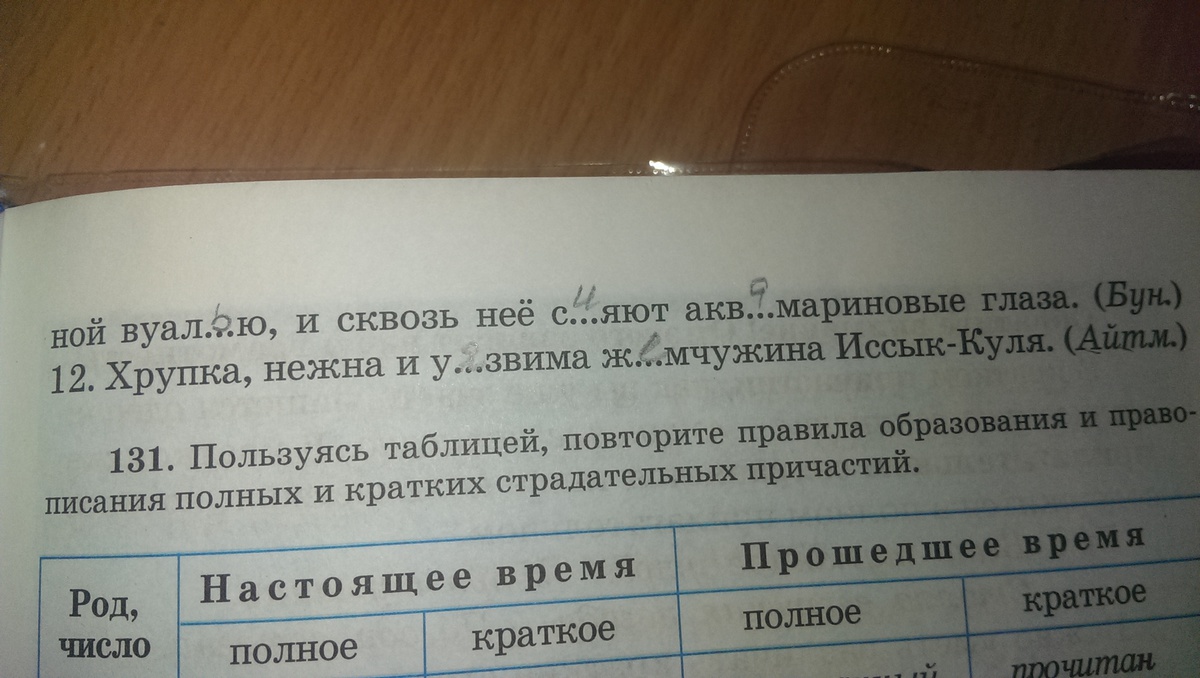 ной вуал...ю, и сквозь неё с...яют акв...мариновые глаза. (Бун.)
12. Хрупка, нежна и у...звима ж...мчужина Иссык-Куля. (Айтм.)
131. Пользуясь таблицей, повторите правила образования и право-
писания полных и кратких страдательных причастий.
Род,
число
Настоящее время
Прошедшее время
полное
краткое
полное
краткое
прочитан